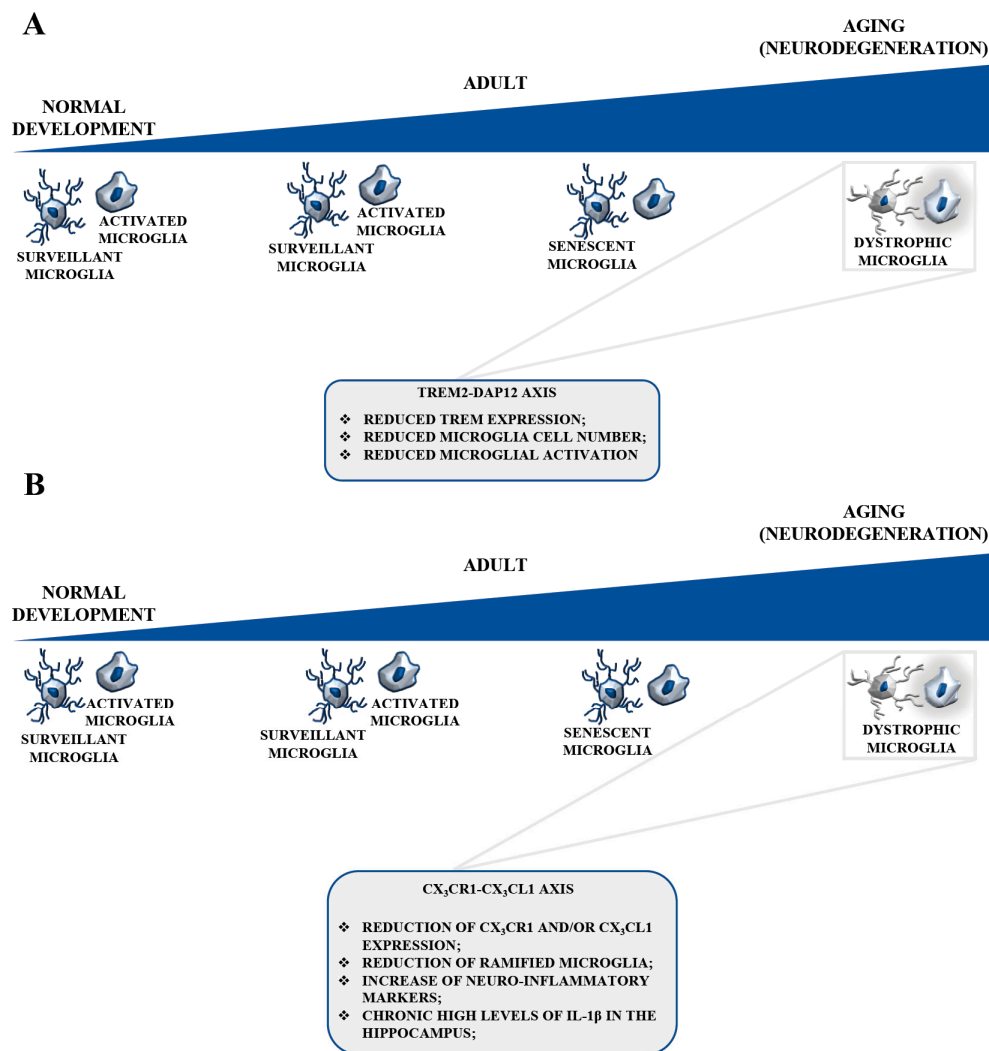 A
AGING
(NEURODEGENERATION)
ADULT
NORMAL
DEVELOPMENT
ACTIVATED
MICROGLIA
SURVEILLANT
MICROGLIA
ACTIVATED
MICROGLIA
SURVEILLANT
MICROGLIA
SENESCENT
MICROGLIA
DYSTROPHIC
MICROGLIA
TREM2-DAP12 AXIS
❖ REDUCED TREM EXPRESSION;
❖ REDUCED MICROGLIA CELL NUMBER;
❖ REDUCED MICROGLIAL ACTIVATION
B
AGING
(NEURODEGENERATION)
ADULT
NORMAL
DEVELOPMENT
ACTIVATED
MICROGLIA
SURVEILLANT
MICROGLIA
ACTIVATED
MICROGLIA
SURVEILLANT
MICROGLIA
SENESCENT
MICROGLIA
DYSTROPHIC
MICROGLIA
CX₃CR1-CX₃CL1 AXIS
❖ REDUCTION OF CX₃CR1 AND/OR CX₃CL1
EXPRESSION;
❖ REDUCTION OF RAMIFIED MICROGLIA;
❖ INCREASE OF NEURO-INFLAMMATORY
MARKERS;
❖ CHRONIC HIGH LEVELS OF IL-1β IN THE
HIPPOCAMPUS;